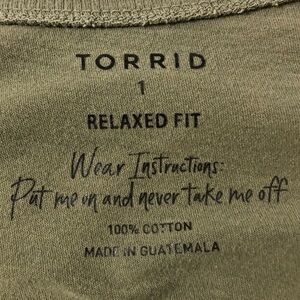 TORRID
1
RELAXED FIT
Wear Instructions:
Put me on and never take me off
100% COTTON
MADE IN GUATEMALA